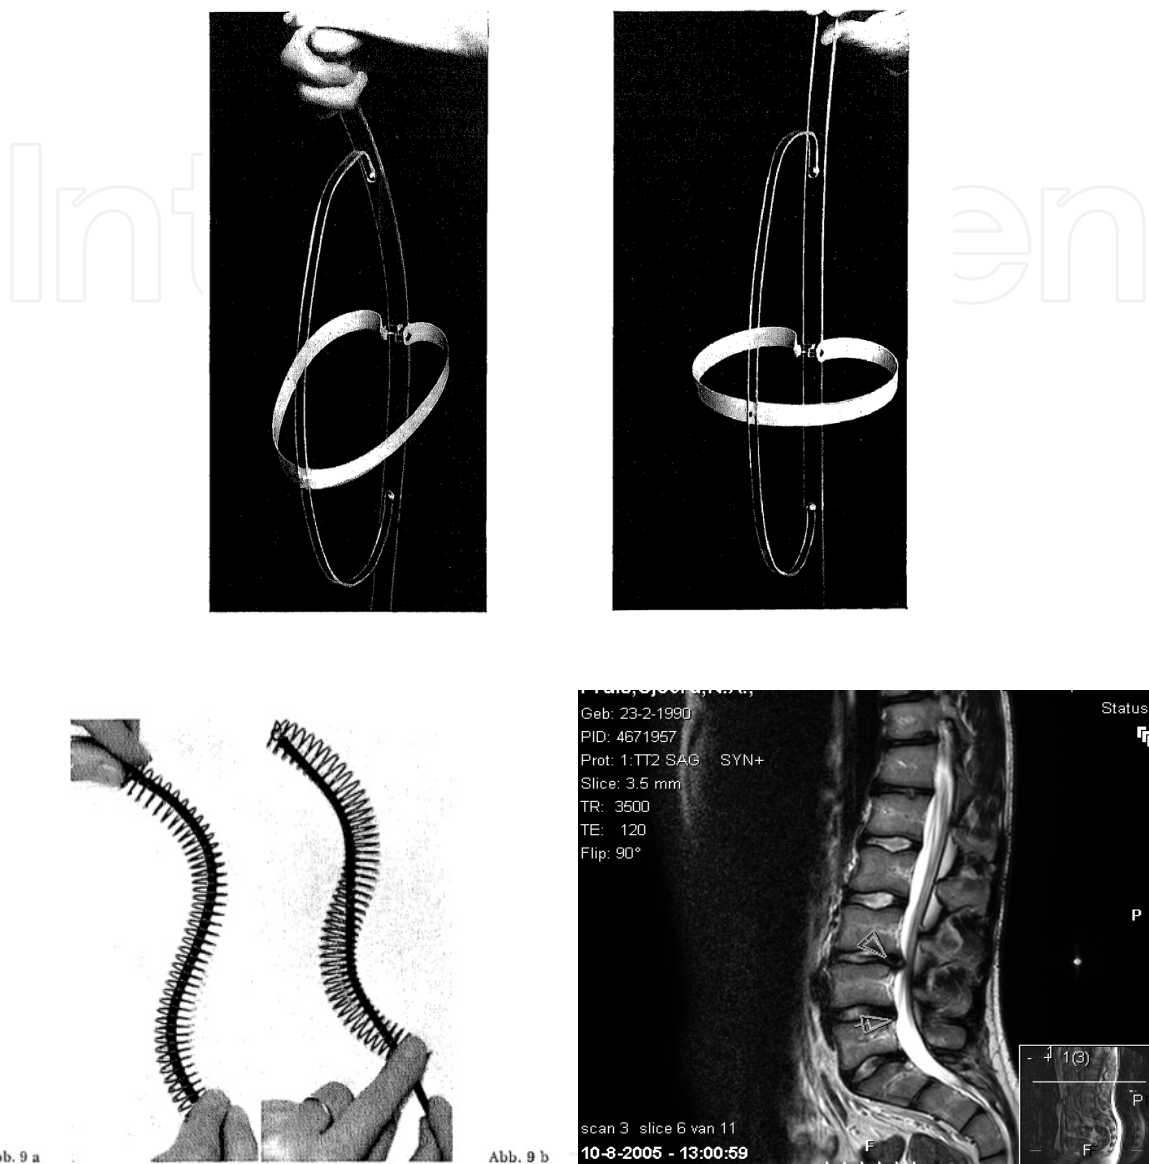 Inten
Geb: 23-2-1990
PID: 4671957
Prot: 1:TT2 SAG SYN+
Slice: 3.5 mm
TR: 3500
TE: 120
Flip: 90°
Status
P
- + 1(3)
P
F
scan 3 slice 6 van 11
10-8-2005 - 13:00:59
F
bb. 9 a
Abb. 9 b